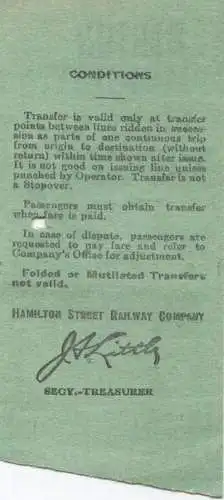 CONDITIONS
Transfer is valid only at transfer
points between lines ridden in succes-
sion as parts of one continuous trip
from origin to destination (without
return) within time shown after issue.
It is not good on issuing line unless
punched by Operator. Transfer is not
a Stopover.
Passengers must obtain transfer
when fare is paid.
In case of dispute, passengers are
requested to pay fare and refer to
Company's Office for adjustment.
Folded or Mutilated Transfers
not valid.
HAMILTON STREET RAILWAY COMPANY
SECY.-TREASURER